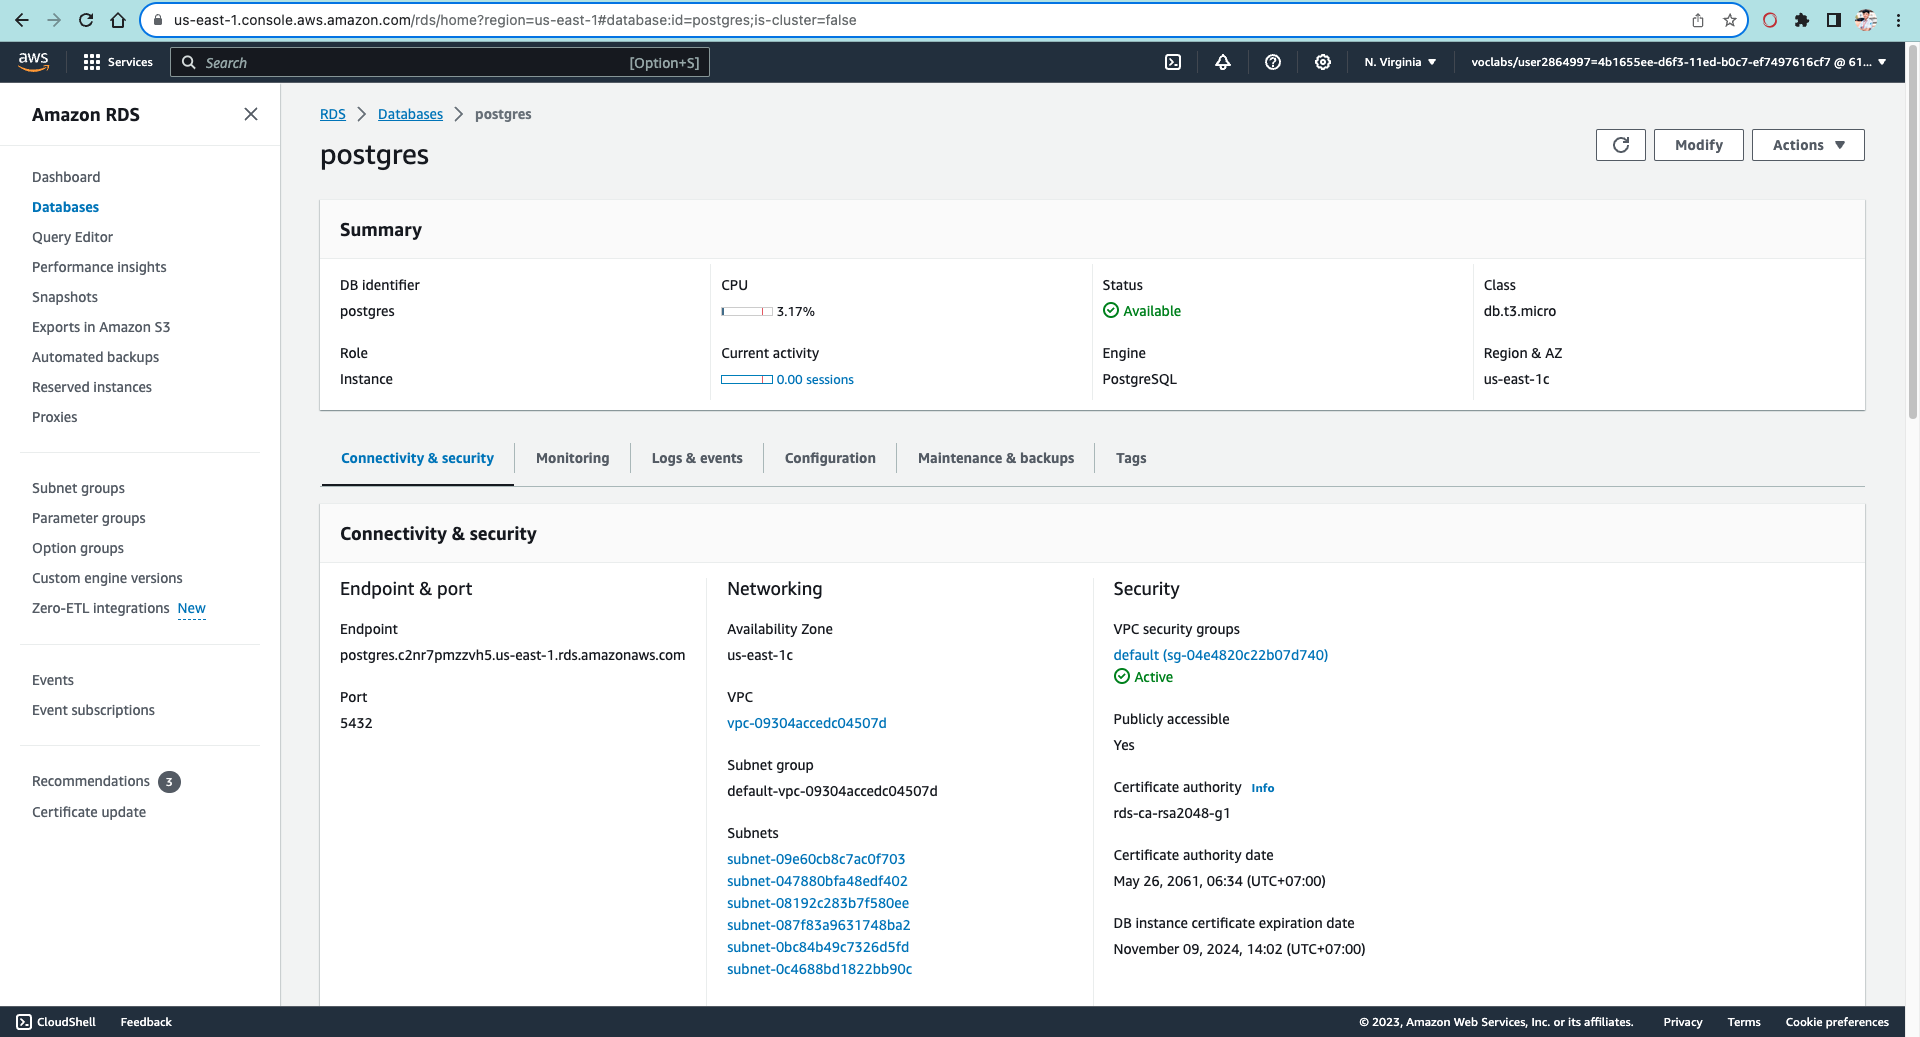 us-east-1.console.aws.amazon.com/rds/home?region=us-east-1#database:id=postgres;is-cluster=false
aws
Services
Search
[Option+S]
N. Virginia
voclabs/user2864997=4b1655ee-d6f3-11ed-b0c7-ef7497616cf7 @ 61...
Amazon RDS
Dashboard
Databases
Query Editor
Performance insights
Snapshots
Exports in Amazon S3
Automated backups
Reserved instances
Proxies
Subnet groups
Parameter groups
Option groups
Custom engine versions
Zero-ETL integrations New
Events
Event subscriptions
Recommendations 3
Certificate update
RDS
Databases
postgres
postgres
Modify
Actions
Summary
DB identifier
postgres
CPU
3.17%
Status
Available
Class
db.t3.micro
Role
Instance
Current activity
0.00 sessions
Engine
PostgreSQL
Region & AZ
us-east-1c
Connectivity & security
Monitoring
Logs & events
Configuration
Maintenance & backups
Tags
Connectivity & security
Endpoint & port
Endpoint
postgres.c2nr7pmzzvh5.us-east-1.rds.amazonaws.com
Port
5432
Networking
Availability Zone
us-east-1c
VPC
vpc-09304accedc04507d
Subnet group
default-vpc-09304accedc04507d
Subnets
subnet-09e60cb8c7ac0f703
subnet-047880bfa48edf402
subnet-08192c283b7f580ee
subnet-087f83a9631748ba2
subnet-0bc84b49c7326d5fd
subnet-0c4688bd1822bb90c
Security
VPC security groups
default (sg-04e4820c22b07d740)
Active
Publicly accessible
Yes
Certificate authority Info
rds-ca-rsa2048-g1
Certificate authority date
May 26, 2061, 06:34 (UTC+07:00)
DB instance certificate expiration date
November 09, 2024, 14:02 (UTC+07:00)
CloudShell
Feedback
© 2023, Amazon Web Services, Inc. or its affiliates.
Privacy
Terms
Cookie preferences